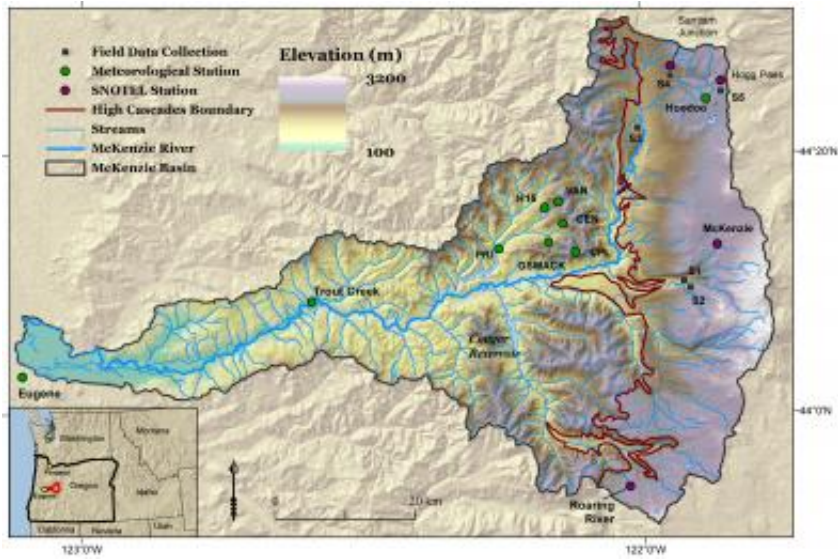 Field Data Collection
Meteorological Station
SNOTEL Station
High Cascades Boundary
Streams
McKenzie River
McKenzie Basin
Elevation (m)
3200
100
Santiam
Junction
Hogg Pass
S4
S5
Hoodoo
S3
44°20'N
H15
VAN
CEN
McKenzie
PRI
GSMACK
UPL
S1
S2
Trout Creek
Cougar
Reservoir
Eugene
44°0'N
Washington
Montana
Oregon
Idaho
California
Nevada
Utah
0
20 km
Roaring
River
123°0'W
122°0'W